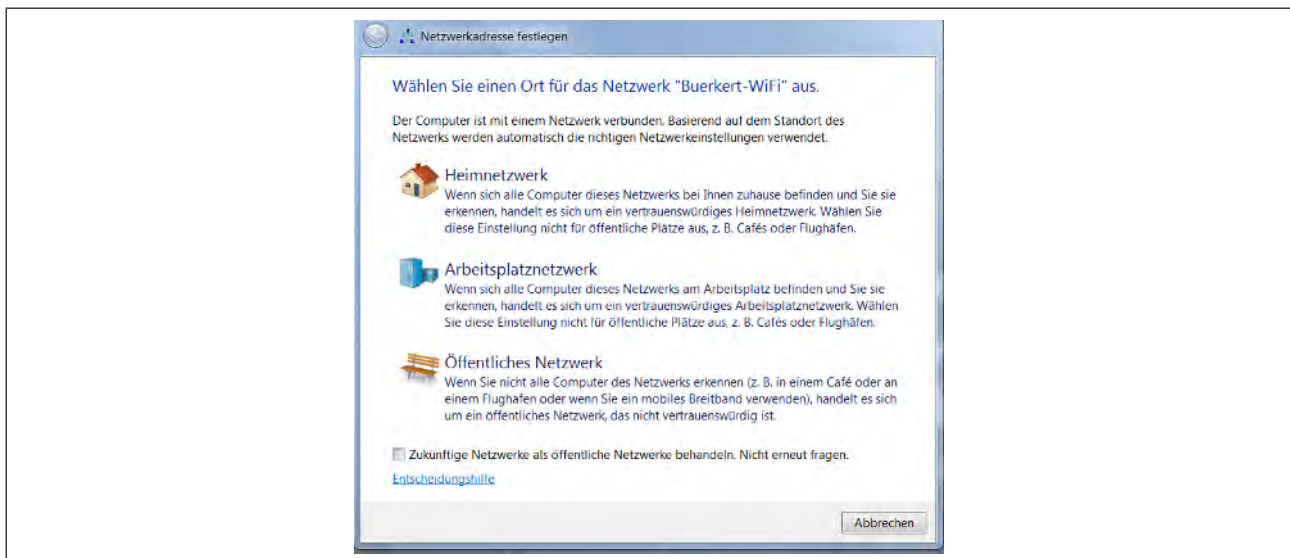 Netzwerkadresse festlegen
Wählen Sie einen Ort für das Netzwerk "Buerkert-WiFi" aus.
Der Computer ist mit einem Netzwerk verbunden. Basierend auf dem Standort des
Netzwerks werden automatisch die richtigen Netzwerkeinstellungen verwendet.
Heimnetzwerk
Wenn sich alle Computer dieses Netzwerks bei Ihnen zuhause befinden und Sie sie
erkennen, handelt es sich um ein vertrauenswürdiges Heimnetzwerk. Wählen Sie
diese Einstellung nicht für öffentliche Plätze aus, z. B. Cafés oder Flughäfen.
Arbeitsplatznetzwerk
Wenn sich alle Computer dieses Netzwerks am Arbeitsplatz befinden und Sie sie
erkennen, handelt es sich um ein vertrauenswürdiges Arbeitsplatznetzwerk. Wählen
Sie diese Einstellung nicht für öffentliche Plätze aus, z. B. Cafés oder Flughäfen.
Öffentliches Netzwerk
Wenn Sie nicht alle Computer des Netzwerks erkennen (z. B. in einem Café oder an
einem Flughafen oder wenn Sie ein mobiles Breitband verwenden), handelt es sich
um ein öffentliches Netzwerk, das nicht vertrauenswürdig ist.
Zukünftige Netzwerke als öffentliche Netzwerke behandeln. Nicht erneut fragen.
Entscheidungshilfe
Abbrechen